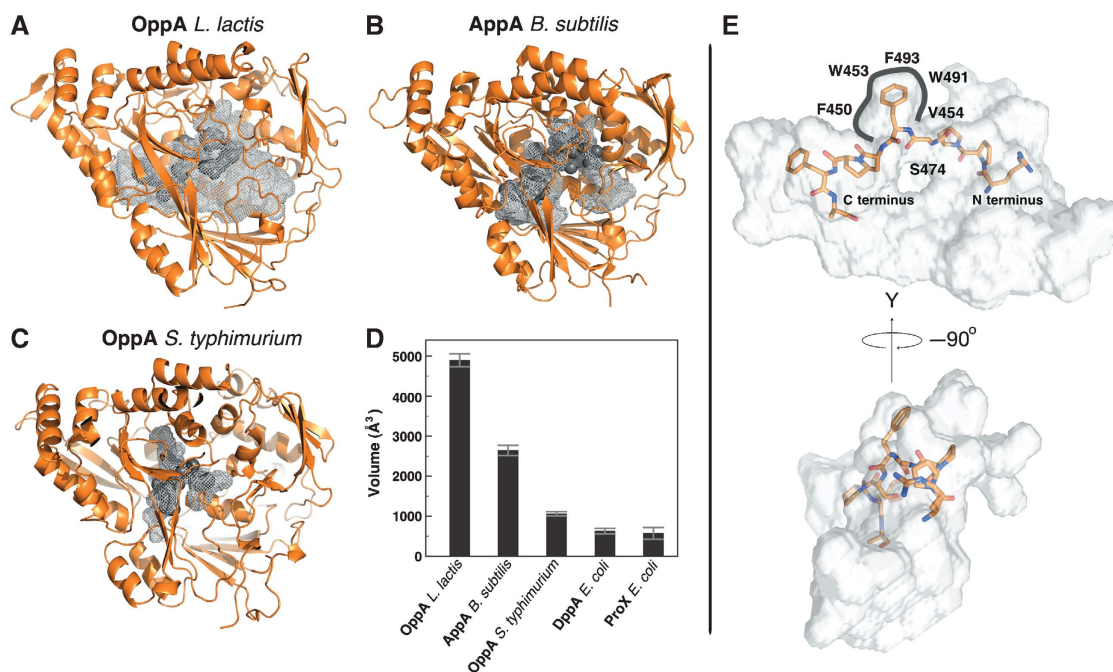 A
OppA L. lactis
B
AppA B. subtilis
C
OppA S. typhimurium
D
Volume (Å³)
5000
4000
3000
2000
1000
0
OppA L. lactis
AppA B. subtilis
OppA S. typhimurium
DppA E. coli
ProX E. coli
E
F493
W453
W491
F450
V454
S474
C terminus
N terminus
Y
–90°